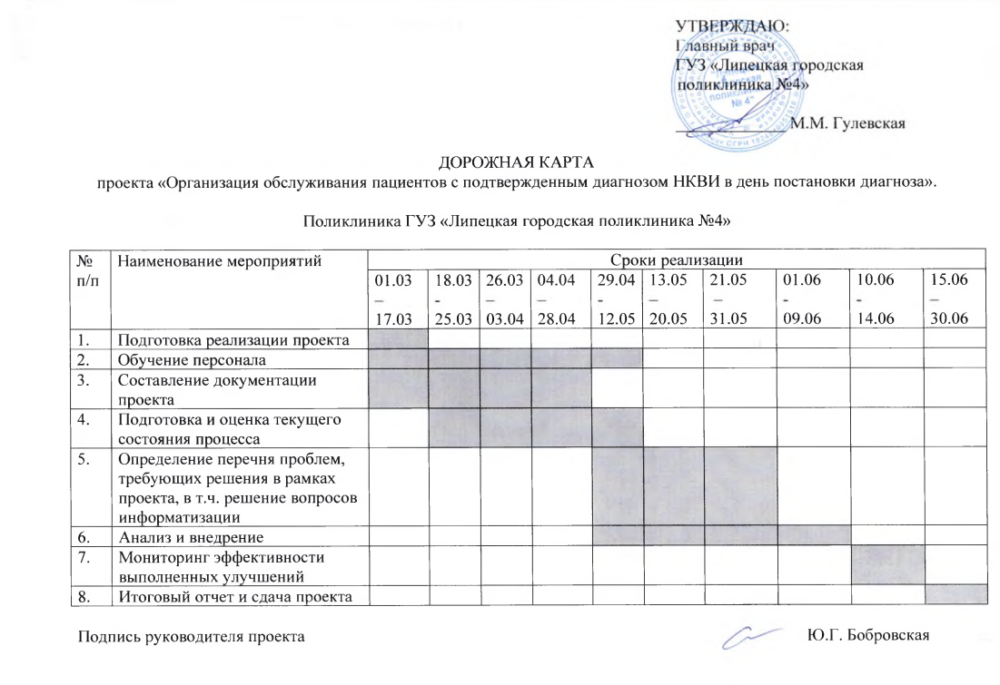 УТВЕРЖДАЮ:
Главный врач
ГУЗ «Липецкая городская
поликлиника №4»
М.М. Гулевская
ДОРОЖНАЯ КАРТА
проекта «Организация обслуживания пациентов с подтвержденным диагнозом НКВИ в день постановки диагноза».
Поликлиника ГУЗ «Липецкая городская поликлиника №4»
№ Наименование мероприятий Сроки реализации
п/п 01.03 18.03 26.03 04.04 29.04 13.05 21.05 01.06 10.06 15.06
– - – – - – – - - –
17.03 25.03 03.04 28.04 12.05 20.05 31.05 09.06 14.06 30.06
1. Подготовка реализации проекта
2. Обучение персонала
3. Составление документации
проекта
4. Подготовка и оценка текущего
состояния процесса
5. Определение перечня проблем,
требующих решения в рамках
проекта, в т.ч. решение вопросов
информатизации
6. Анализ и внедрение
7. Мониторинг эффективности
выполненных улучшений
8. Итоговый отчет и сдача проекта
Подпись руководителя проекта Ю.Г. Бобровская